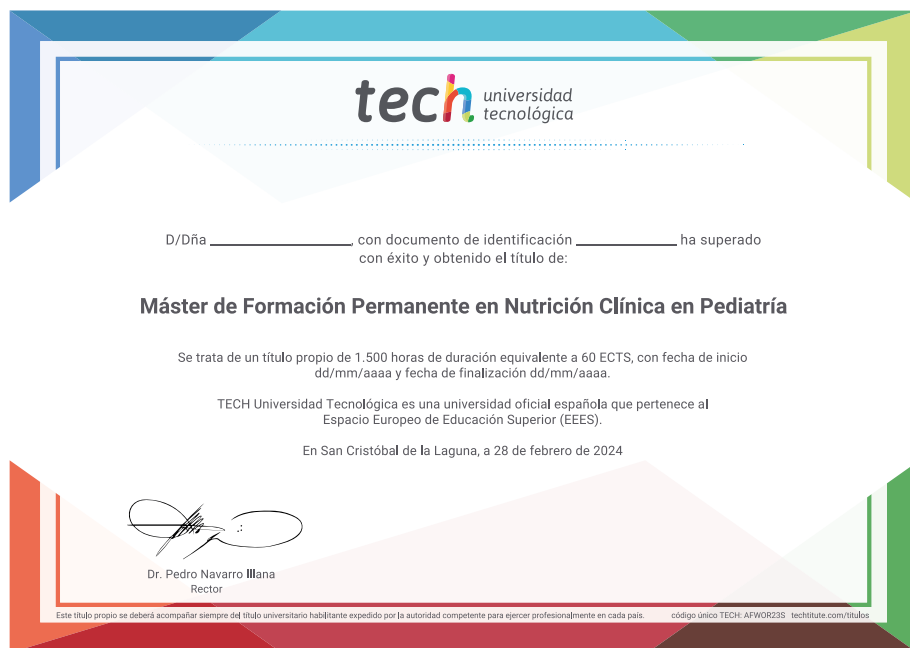 tech universidad
tecnológica
D/Dña ____________________, con documento de identificación ______________ ha superado
con éxito y obtenido el título de:
Máster de Formación Permanente en Nutrición Clínica en Pediatría
Se trata de un título propio de 1.500 horas de duración equivalente a 60 ECTS, con fecha de inicio
dd/mm/aaaa y fecha de finalización dd/mm/aaaa.
TECH Universidad Tecnológica es una universidad oficial española que pertenece al
Espacio Europeo de Educación Superior (EEES).
En San Cristóbal de la Laguna, a 28 de febrero de 2024
Dr. Pedro Navarro Illana
Rector
Este título propio se deberá acompañar siempre del título universitario habilitante expedido por la autoridad competente para ejercer profesionalmente en cada país. código único TECH: AFWOR23S techtitute.com/titulos